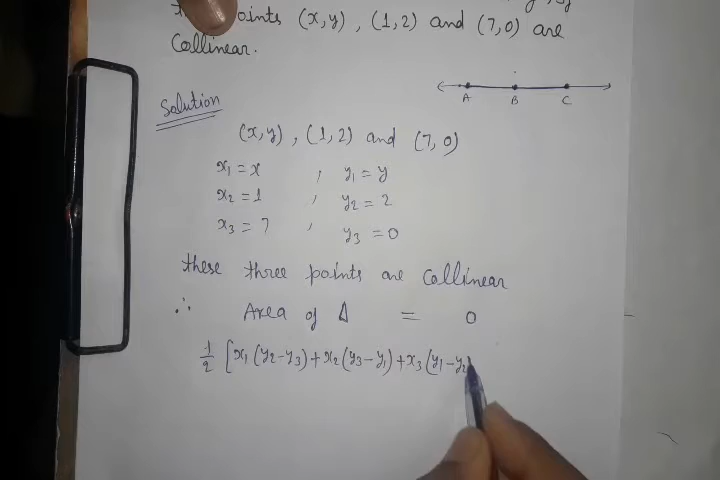 points (x,y), (1,2) and (7,0) are
Collinear.
A B C
Solution
(x,y), (1,2) and (7,0)
x₁ = x , y₁ = y
x₂ = 1 , y₂ = 2
x₃ = 7 , y₃ = 0
these three points are collinear
∴ Area of Δ = 0
1/2 [x₁(y₂-y₃)+x₂(y₃-y₁)+x₃(y₁-y₂